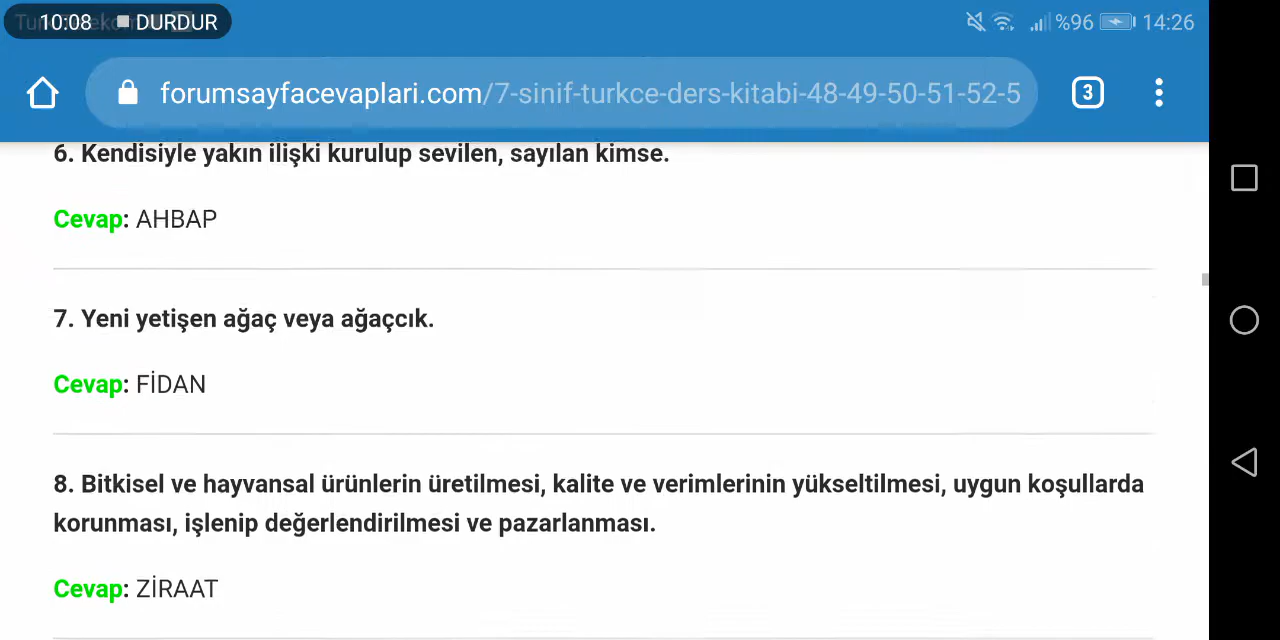 10:08 DURDUR %96 14:26
forumsayfacevaplari.com/7-sinif-turkce-ders-kitabi-48-49-50-51-52-5 3
6. Kendisiyle yakın ilişki kurulup sevilen, sayılan kimse.
Cevap: AHBAP
7. Yeni yetişen ağaç veya ağaçcık.
Cevap: FİDAN
8. Bitkisel ve hayvansal ürünlerin üretilmesi, kalite ve verimlerinin yükseltilmesi, uygun koşullarda
korunması, işlenip değerlendirilmesi ve pazarlanması.
Cevap: ZİRAAT